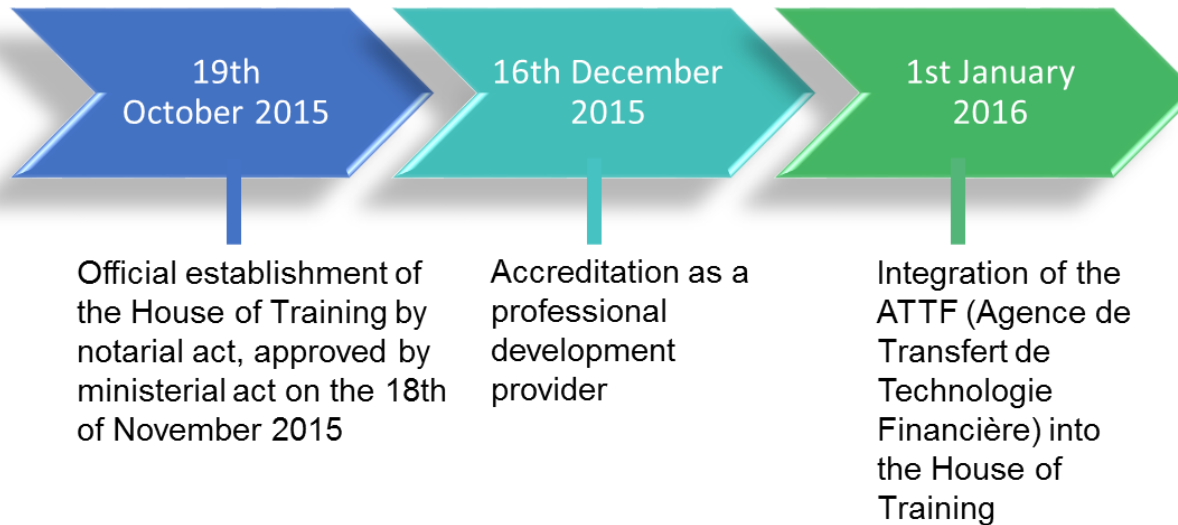 19th
October 2015
16th December
2015
1st January
2016
Official establishment of
the House of Training by
notarial act, approved by
ministerial act on the 18th
of November 2015
Accreditation as a
professional
development
provider
Integration of the
ATTF (Agence de
Transfert de
Technologie
Financière) into
the House of
Training